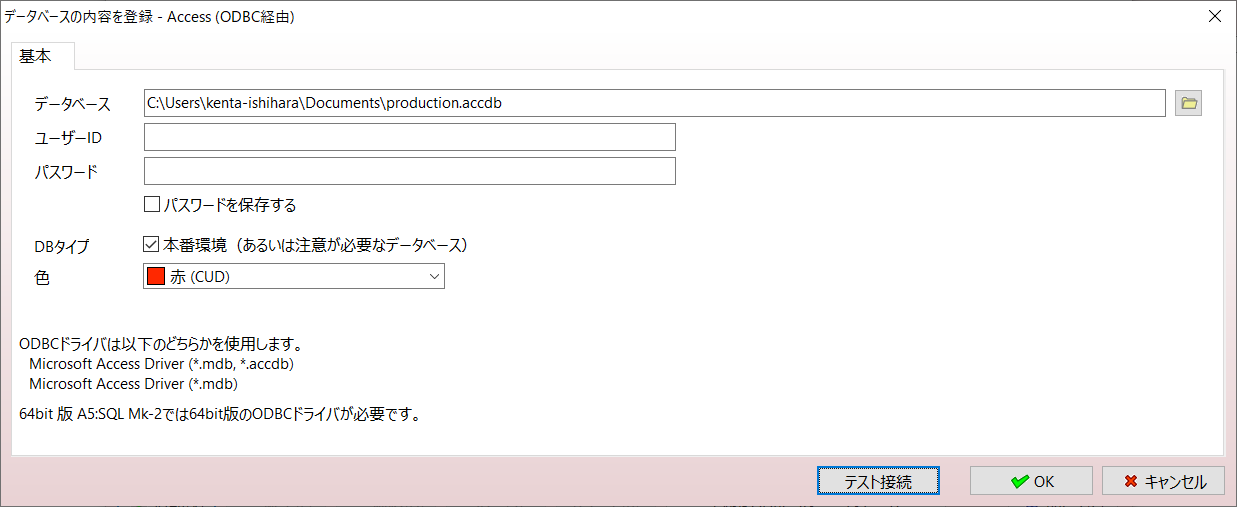 データベースの内容を登録 - Access (ODBC経由)
基本
データベース C:\Users\kenta-ishihara\Documents\production.accdb
ユーザーID
パスワード
パスワードを保存する
DBタイプ 本番環境（あるいは注意が必要なデータベース）
色 赤 (CUD)
ODBCドライバは以下のどちらかを使用します。
Microsoft Access Driver (*.mdb, *.accdb)
Microsoft Access Driver (*.mdb)
64bit 版 A5:SQL Mk-2では64bit版のODBCドライバが必要です。
テスト接続 OK キャンセル